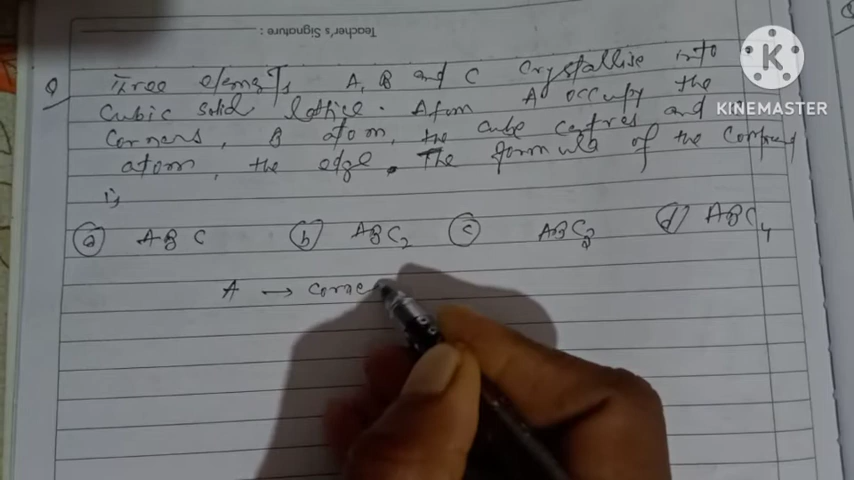 Teacher's Signature :
Q Three elements A, B and C Crystallise into
Cubic solid lattice. Atom A occupy the
Corners, B atom, the cube centres and
atom, the edge. The formula of the Compound
is
(a) ABC (b) ABC2 (c) ABC3 (d) ABC4
A → corne
KINEMASTER